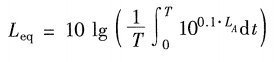 L_eq = 10 lg ( 1/T ∫_0^T 10^{0.1·L_A} dt )